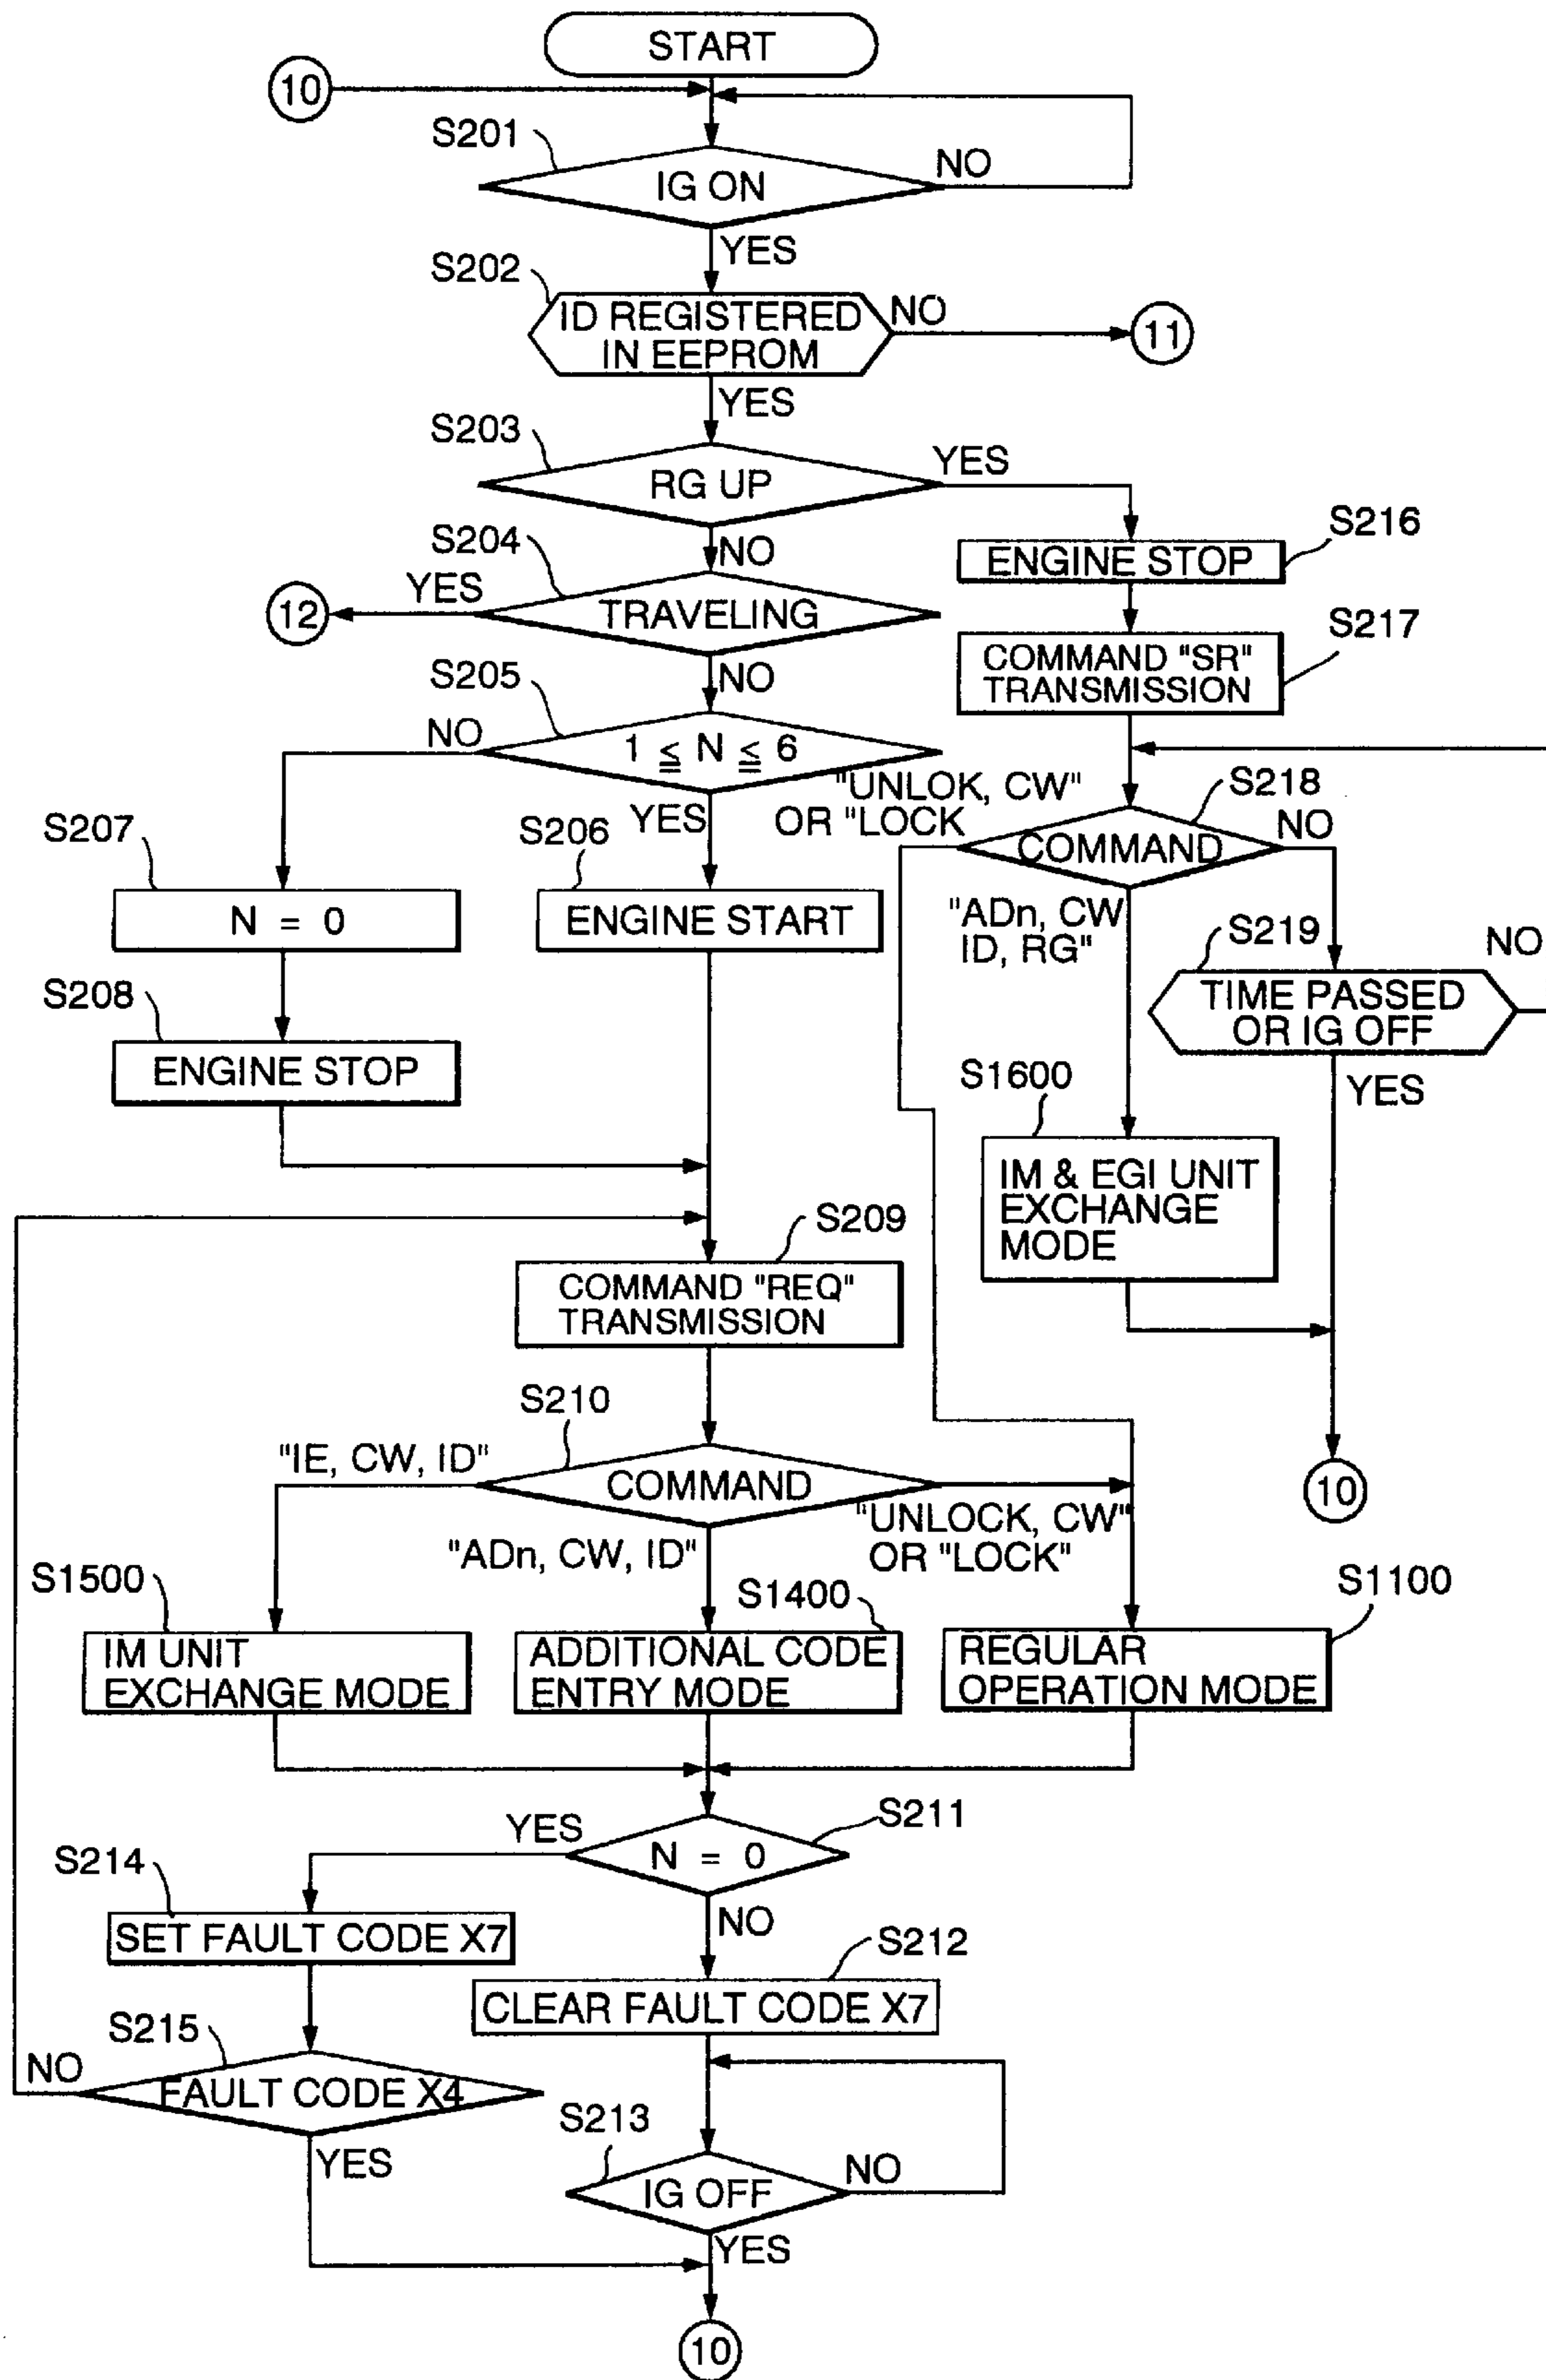 START
10
S201
IG ON
NO
YES
S202
ID REGISTERED
IN EEPROM
NO
11
YES
S203
RG UP
YES
NO
S216
ENGINE STOP
S204
YES
TRAVELING
12
NO
S217
COMMAND "SR"
TRANSMISSION
S205
NO
1 ≦ N ≦ 6
YES
"UNLOK, CW"
OR "LOCK
S218
COMMAND
NO
S207
N = 0
S206
ENGINE START
"ADn, CW
ID, RG"
S219
NO
TIME PASSED
OR IG OFF
YES
S208
ENGINE STOP
S1600
IM & EGI UNIT
EXCHANGE
MODE
S209
COMMAND "REQ"
TRANSMISSION
10
S210
"IE, CW, ID"
COMMAND
"ADn, CW, ID"
"UNLOCK, CW"
OR "LOCK"
S1500
IM UNIT
EXCHANGE MODE
S1400
ADDITIONAL CODE
ENTRY MODE
S1100
REGULAR
OPERATION MODE
S211
YES
N = 0
NO
S214
SET FAULT CODE X7
S212
CLEAR FAULT CODE X7
S215
NO
FAULT CODE X4
YES
S213
IG OFF
NO
YES
10